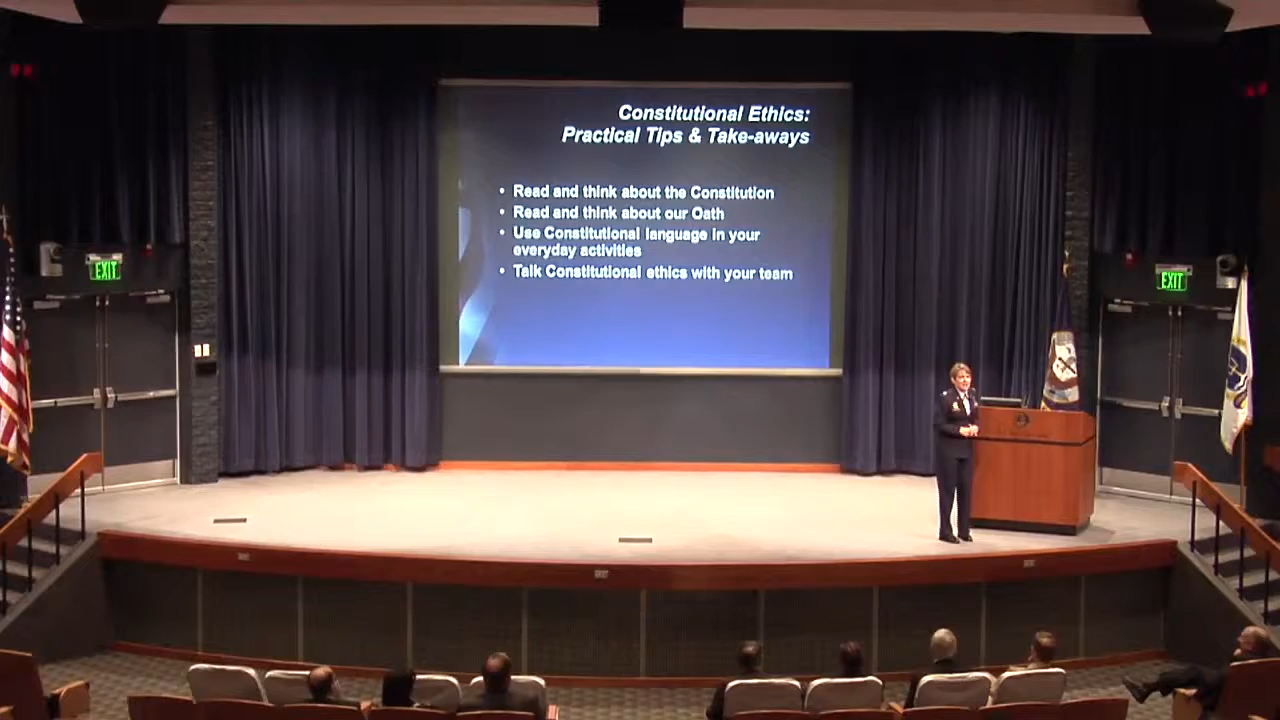 Constitutional Ethics:
Practical Tips & Take-aways
• Read and think about the Constitution
• Read and think about our Oath
• Use Constitutional language in your
everyday activities
• Talk Constitutional ethics with your team
EXIT
EXIT